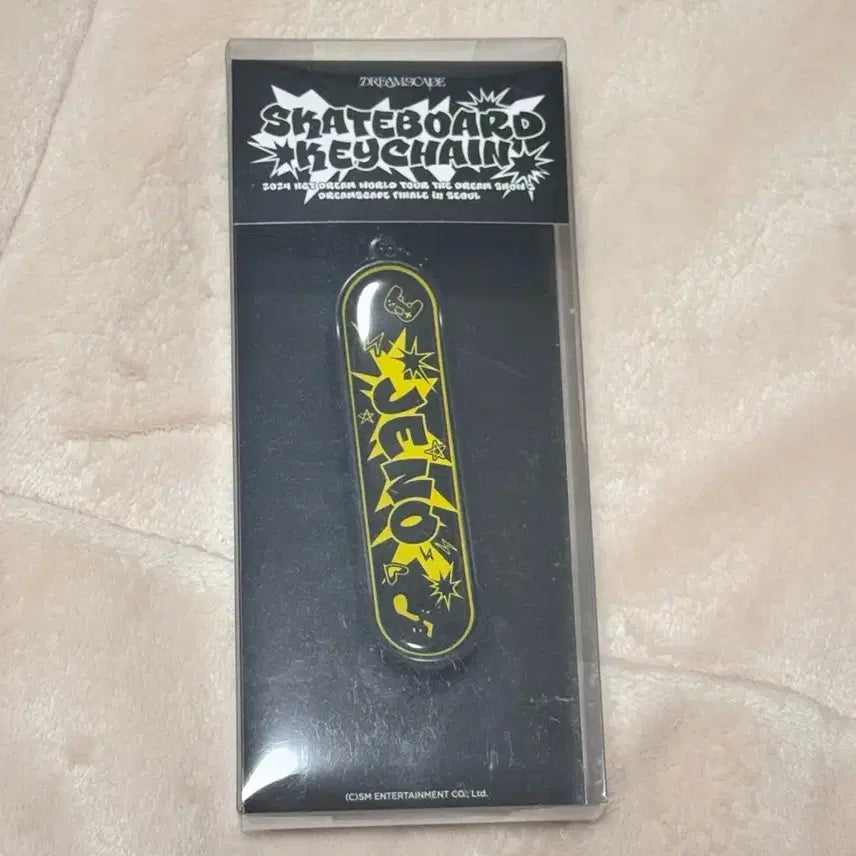 DREAMSCAPE
SKATEBOARD
KEYCHAIN
2024 NCT DREAM WORLD TOUR THE DREAM SHOW 3
DREAMSCAPE FINALE IN SEOUL
JENO
(C)SM ENTERTAINMENT CO., Ltd.